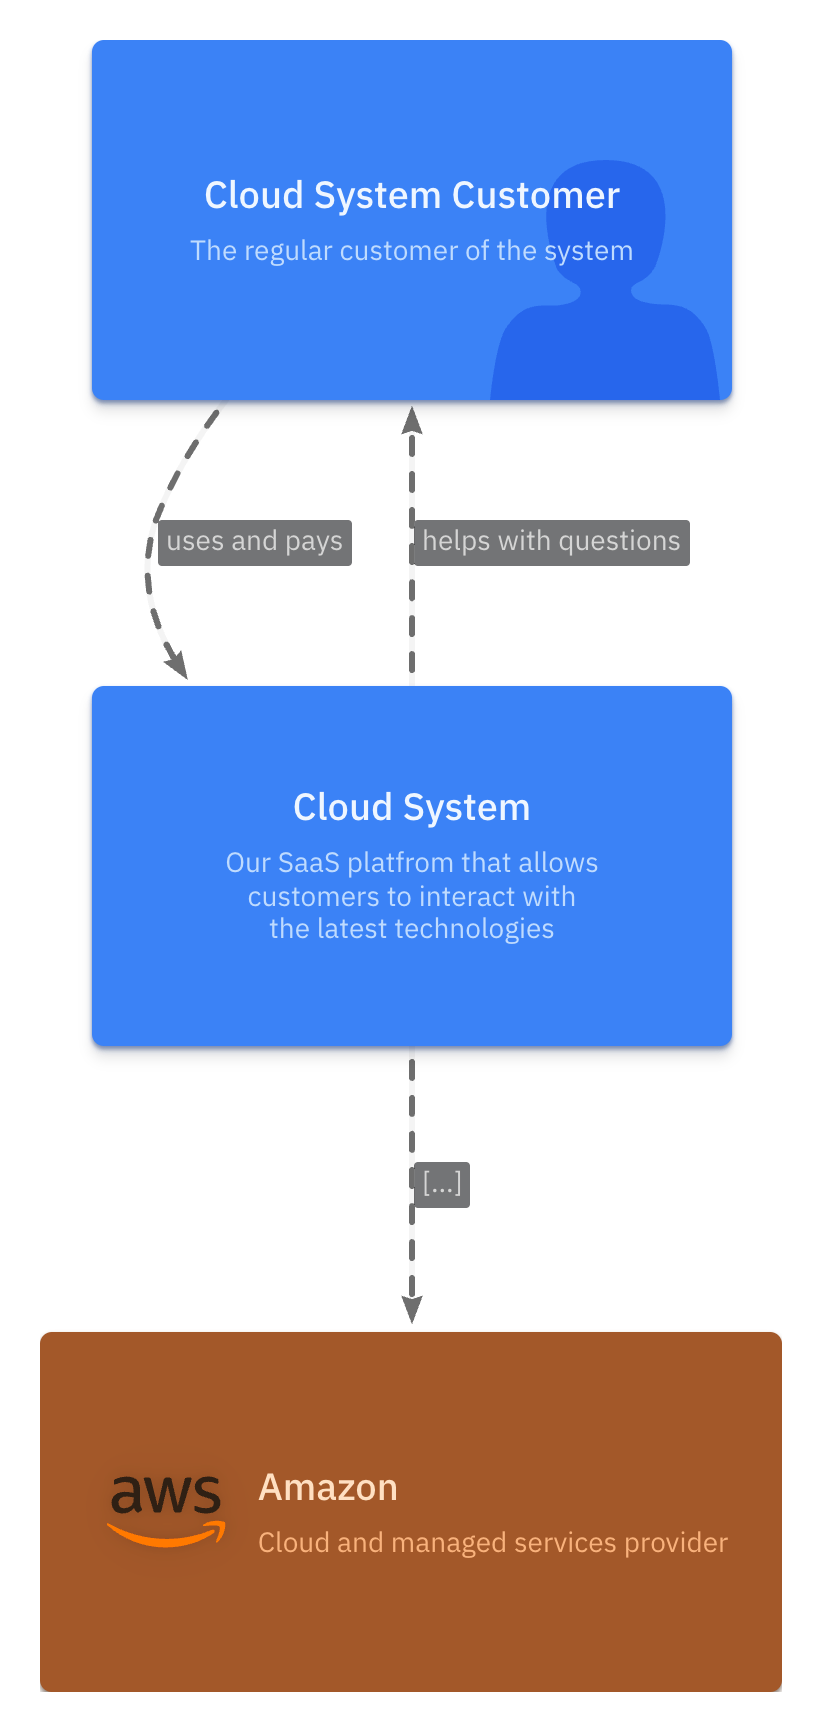 Cloud System Customer
The regular customer of the system
uses and pays
helps with questions
Cloud System
Our SaaS platfrom that allows
customers to interact with
the latest technologies
[...]
aws
Amazon
Cloud and managed services provider